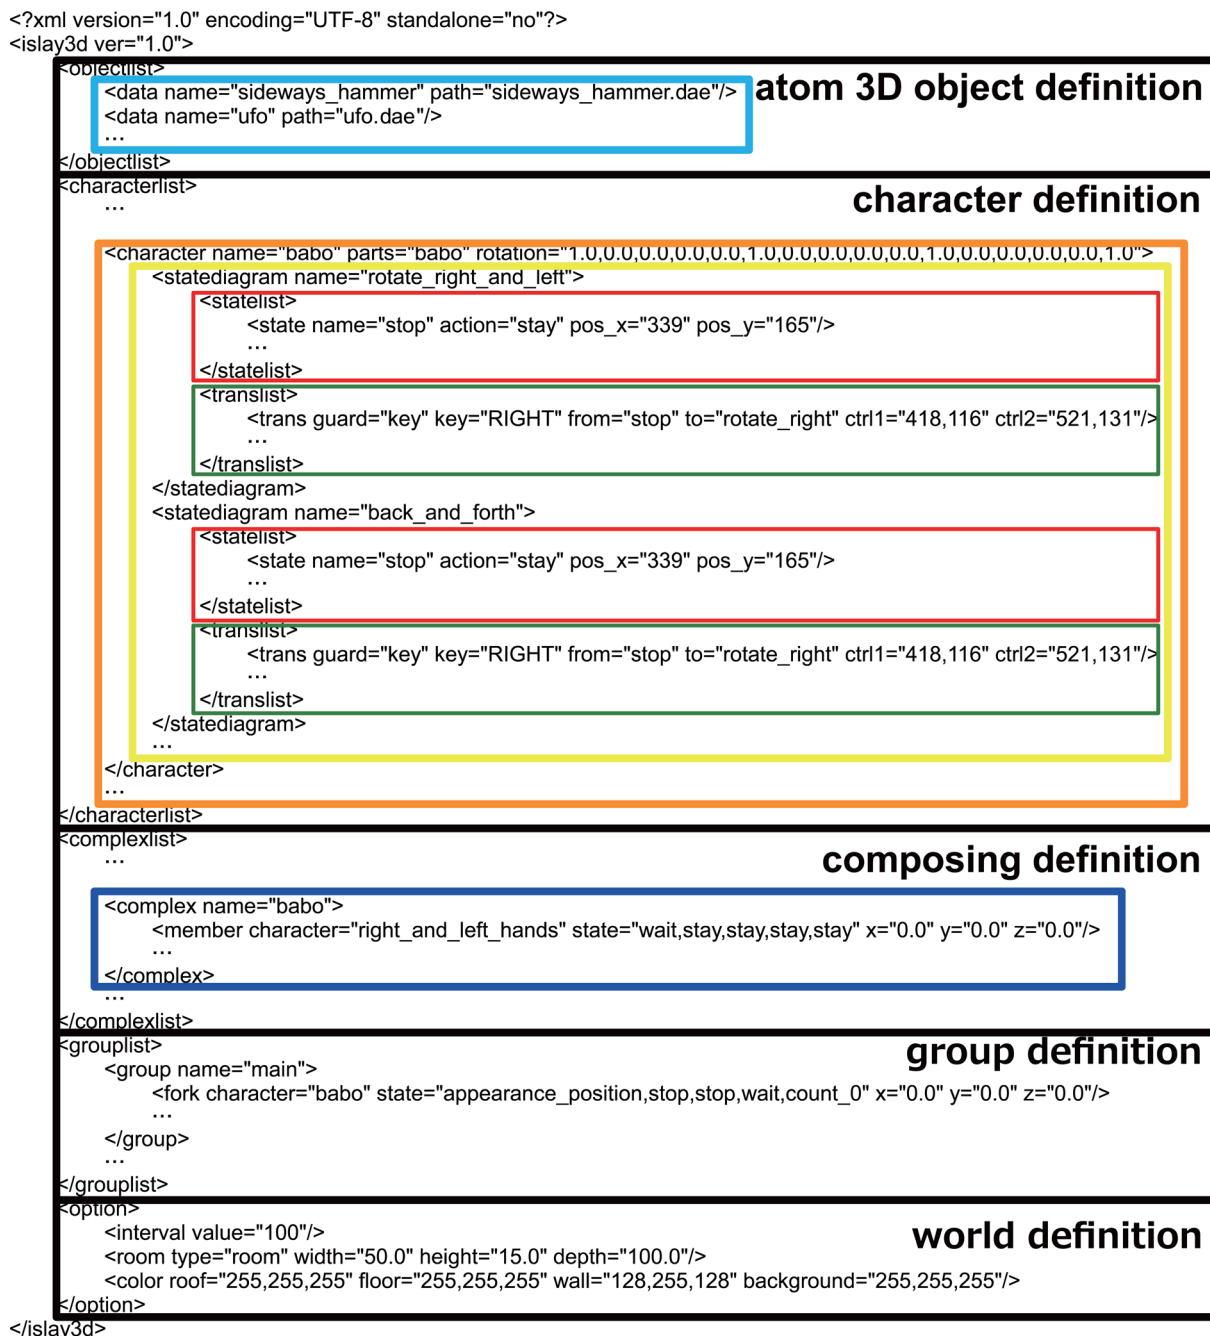 <?xml version="1.0" encoding="UTF-8" standalone="no"?>
<islay3d ver="1.0">
<objectlist>
<data name="sideways_hammer" path="sideways_hammer.dae"/>
atom 3D object definition
<data name="ufo" path="ufo.dae"/>
...
</objectlist>
<characterlist>
character definition
...
<character name="babo" parts="babo" rotation="1.0,0.0,0.0,0.0,0.0,1.0,0.0,0.0,0.0,0.0,1.0,0.0,0.0,0.0,0.0,1.0">
<statediagram name="rotate_right_and_left">
<statelist>
<state name="stop" action="stay" pos_x="339" pos_y="165"/>
...
</statelist>
<translist>
<trans guard="key" key="RIGHT" from="stop" to="rotate_right" ctrl1="418,116" ctrl2="521,131"/>
...
</translist>
</statediagram>
<statediagram name="back_and_forth">
<statelist>
<state name="stop" action="stay" pos_x="339" pos_y="165"/>
...
</statelist>
<translist>
<trans guard="key" key="RIGHT" from="stop" to="rotate_right" ctrl1="418,116" ctrl2="521,131"/>
...
</translist>
</statediagram>
...
</character>
...
</characterlist>
<complexlist>
...
composing definition
<complex name="babo">
<member character="right_and_left_hands" state="wait,stay,stay,stay,stay" x="0.0" y="0.0" z="0.0"/>
...
</complex>
...
</complexlist>
<grouplist>
group definition
<group name="main">
<fork character="babo" state="appearance_position,stop,stop,wait,count_0" x="0.0" y="0.0" z="0.0"/>
...
</group>
...
</grouplist>
<option>
<interval value="100"/>
world definition
<room type="room" width="50.0" height="15.0" depth="100.0"/>
<color roof="255,255,255" floor="255,255,255" wall="128,255,128" background="255,255,255"/>
</option>
</islay3d>